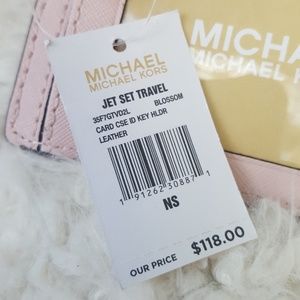 MICHAEL
MICHAEL KORS
JET SET TRAVEL
35F7GTVD2L BLOSSOM
CARD CSE ID KEY HLDR
LEATHER
1 91262 30887 1
NS
OUR PRICE $118.00
MICHA
MICHAEL K